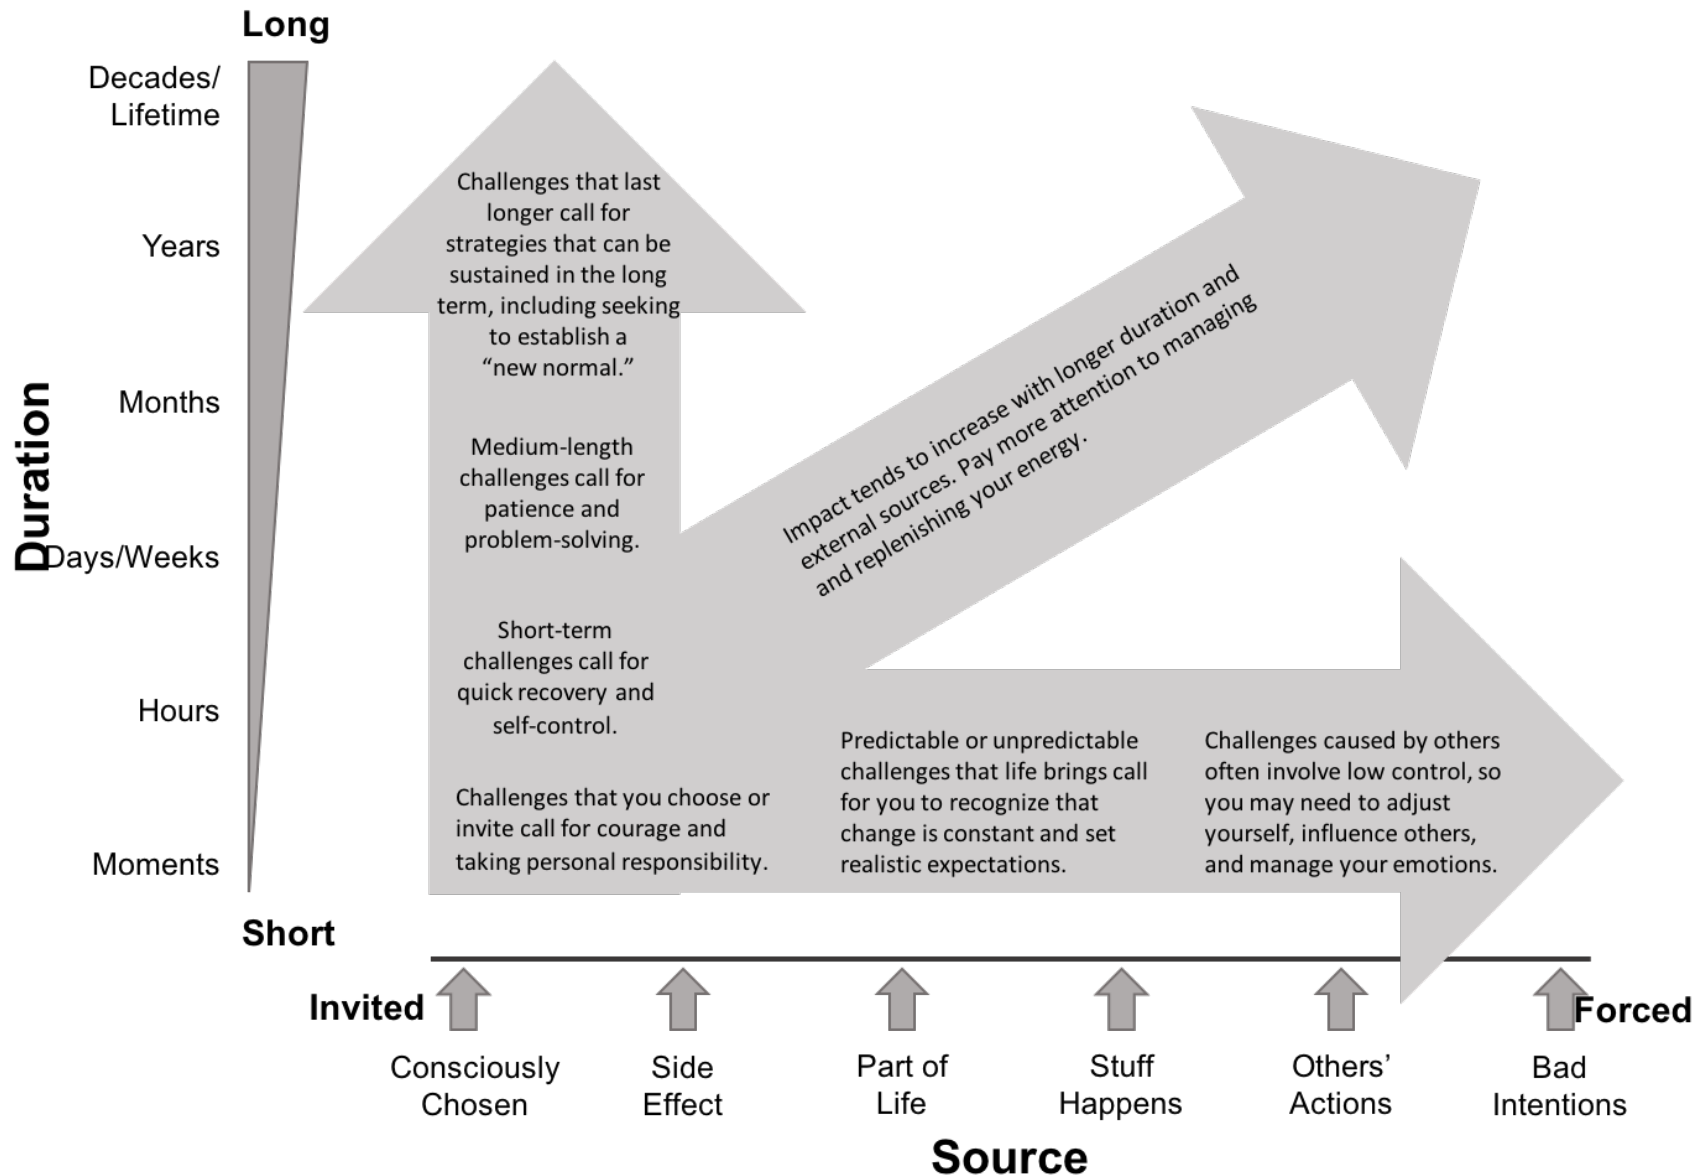 Long
Decades/
Lifetime
Years
Months
Days/Weeks
Hours
Moments
Short
Duration
Challenges that last
longer call for
strategies that can be
sustained in the long
term, including seeking
to establish a
“new normal.”
Medium-length
challenges call for
patience and
problem-solving.
Short-term
challenges call for
quick recovery and
self-control.
Impact tends to increase with longer duration and
external sources. Pay more attention to managing
and replenishing your energy.
Challenges that you choose or
invite call for courage and
taking personal responsibility.
Predictable or unpredictable
challenges that life brings call
for you to recognize that
change is constant and set
realistic expectations.
Challenges caused by others
often involve low control, so
you may need to adjust
yourself, influence others,
and manage your emotions.
Invited
Forced
Consciously
Chosen
Side
Effect
Part of
Life
Stuff
Happens
Others’
Actions
Bad
Intentions
Source